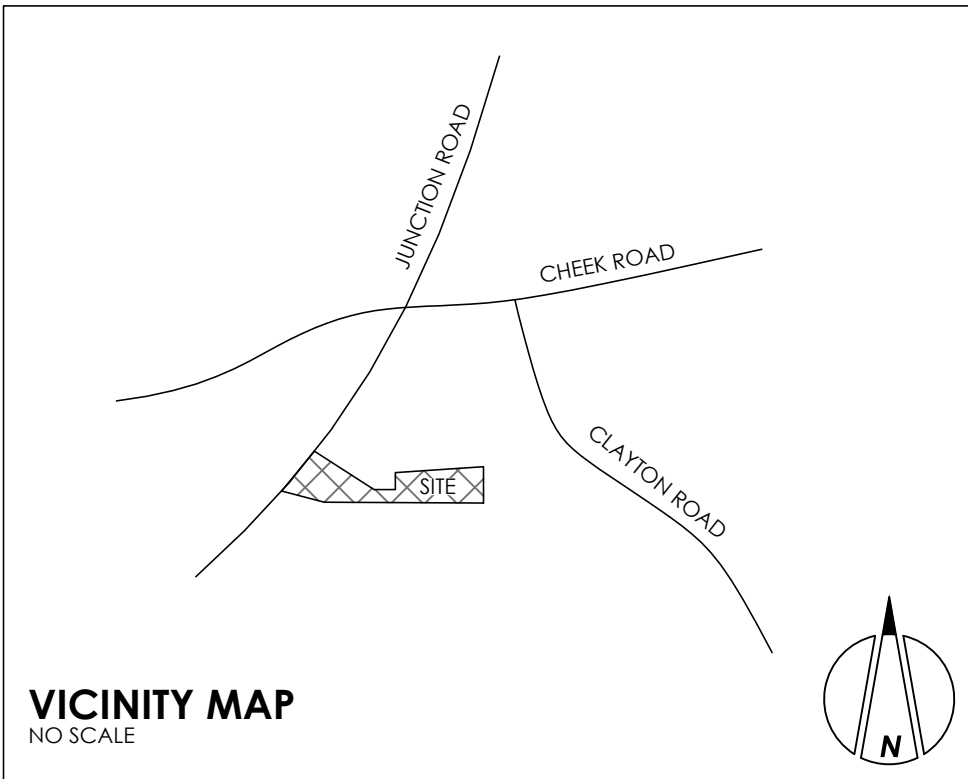 JUNCTION ROAD
CHEEK ROAD
CLAYTON ROAD
SITE
VICINITY MAP
NO SCALE
N